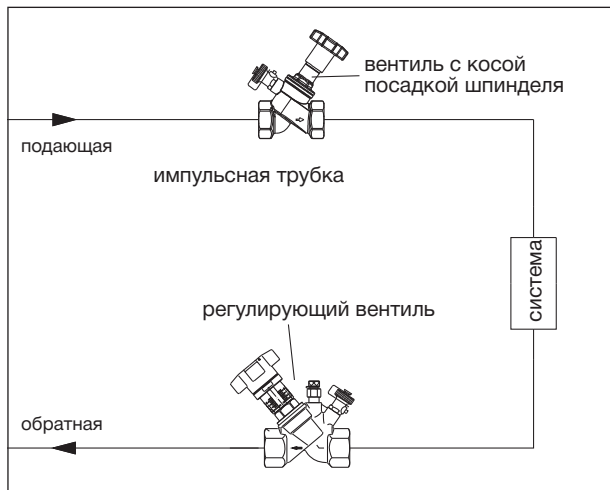 вентиль с косой
посадкой шпинделя
подающая
импульсная трубка
система
регулирующий вентиль
обратная